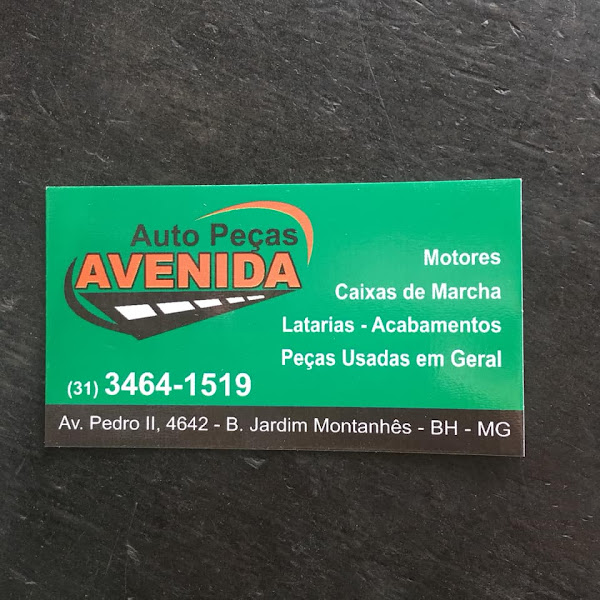 Auto Peças
AVENIDA
Motores
Caixas de Marcha
Latarias - Acabamentos
Peças Usadas em Geral
(31) 3464-1519
Av. Pedro II, 4642 - B. Jardim Montanhês - BH - MG